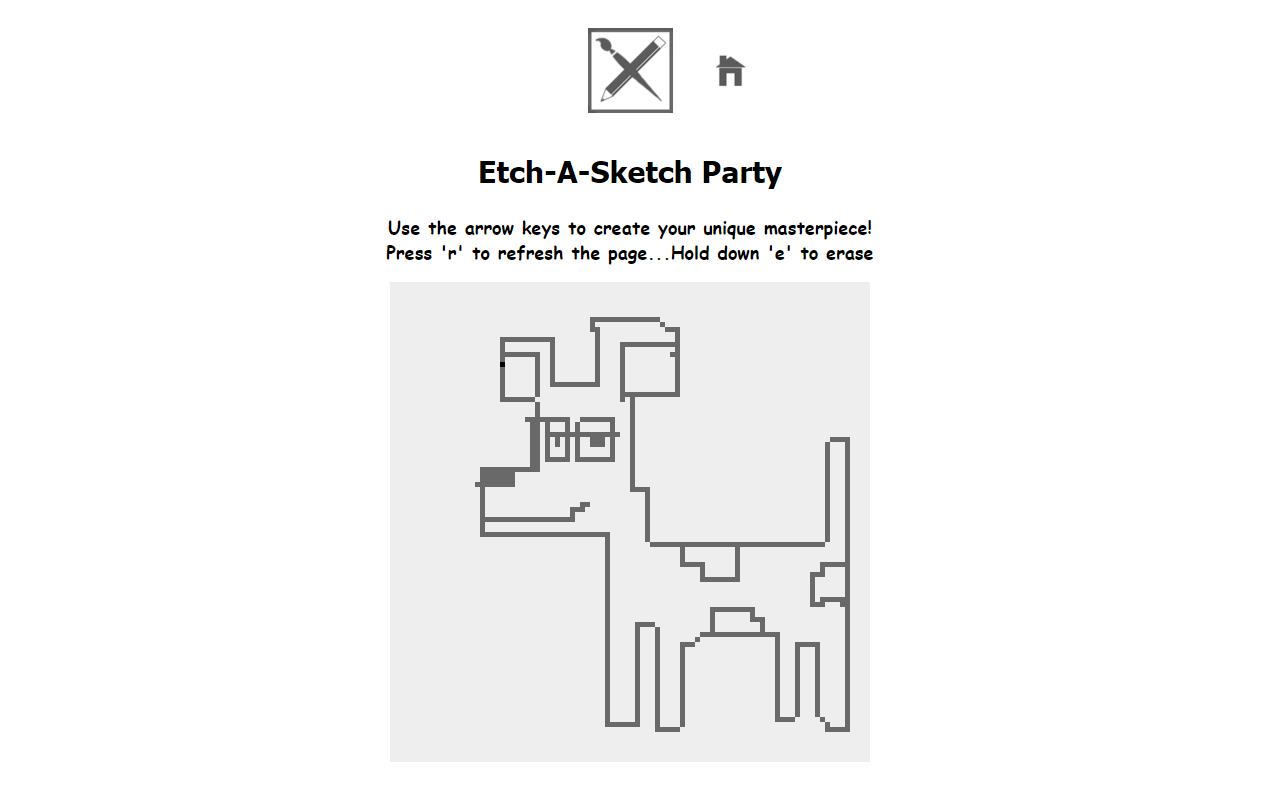 Etch-A-Sketch Party
Use the arrow keys to create your unique masterpiece!
Press 'r' to refresh the page...Hold down 'e' to erase